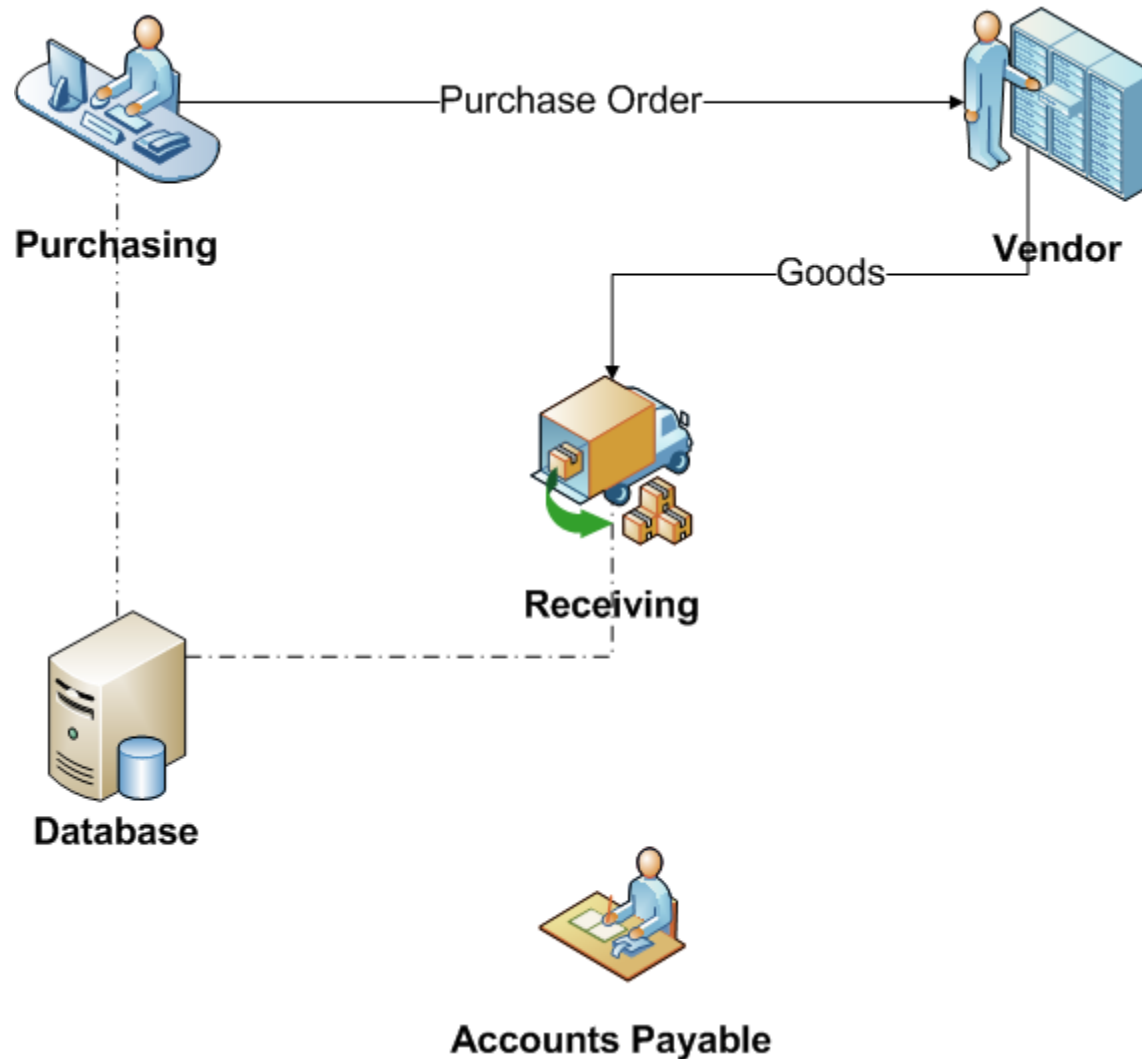 Purchase Order
Purchasing
Vendor
Goods
Receiving
Database
Accounts Payable